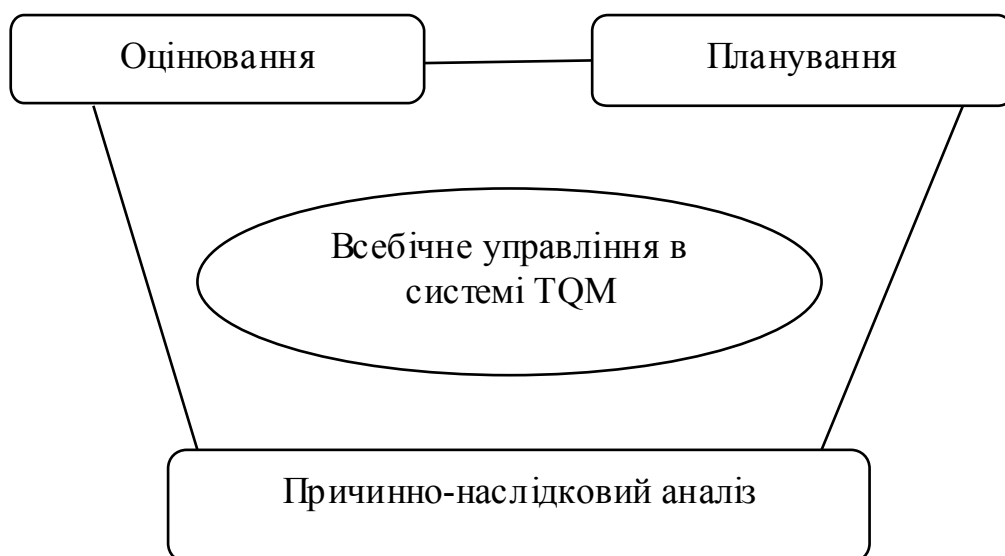 Оцінювання
Планування
Всебічне управління в
системі TQM
Причинно-наслідковий аналіз